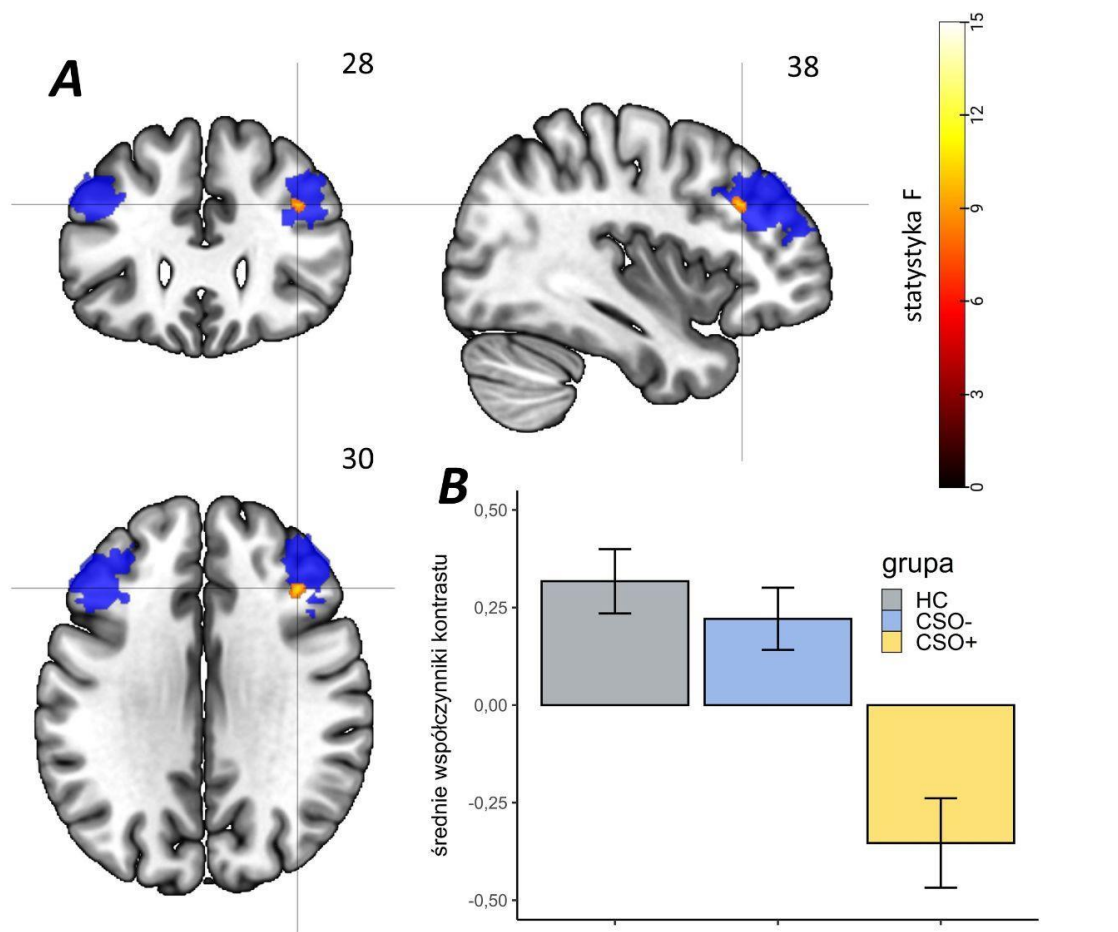 A
28
38
15
12
9
6
3
0
statystyka F
30
B
0,50
0,25
0,00
-0,25
-0,50
średnie współczynniki kontrastu
grupa
HC
CSO-
CSO+